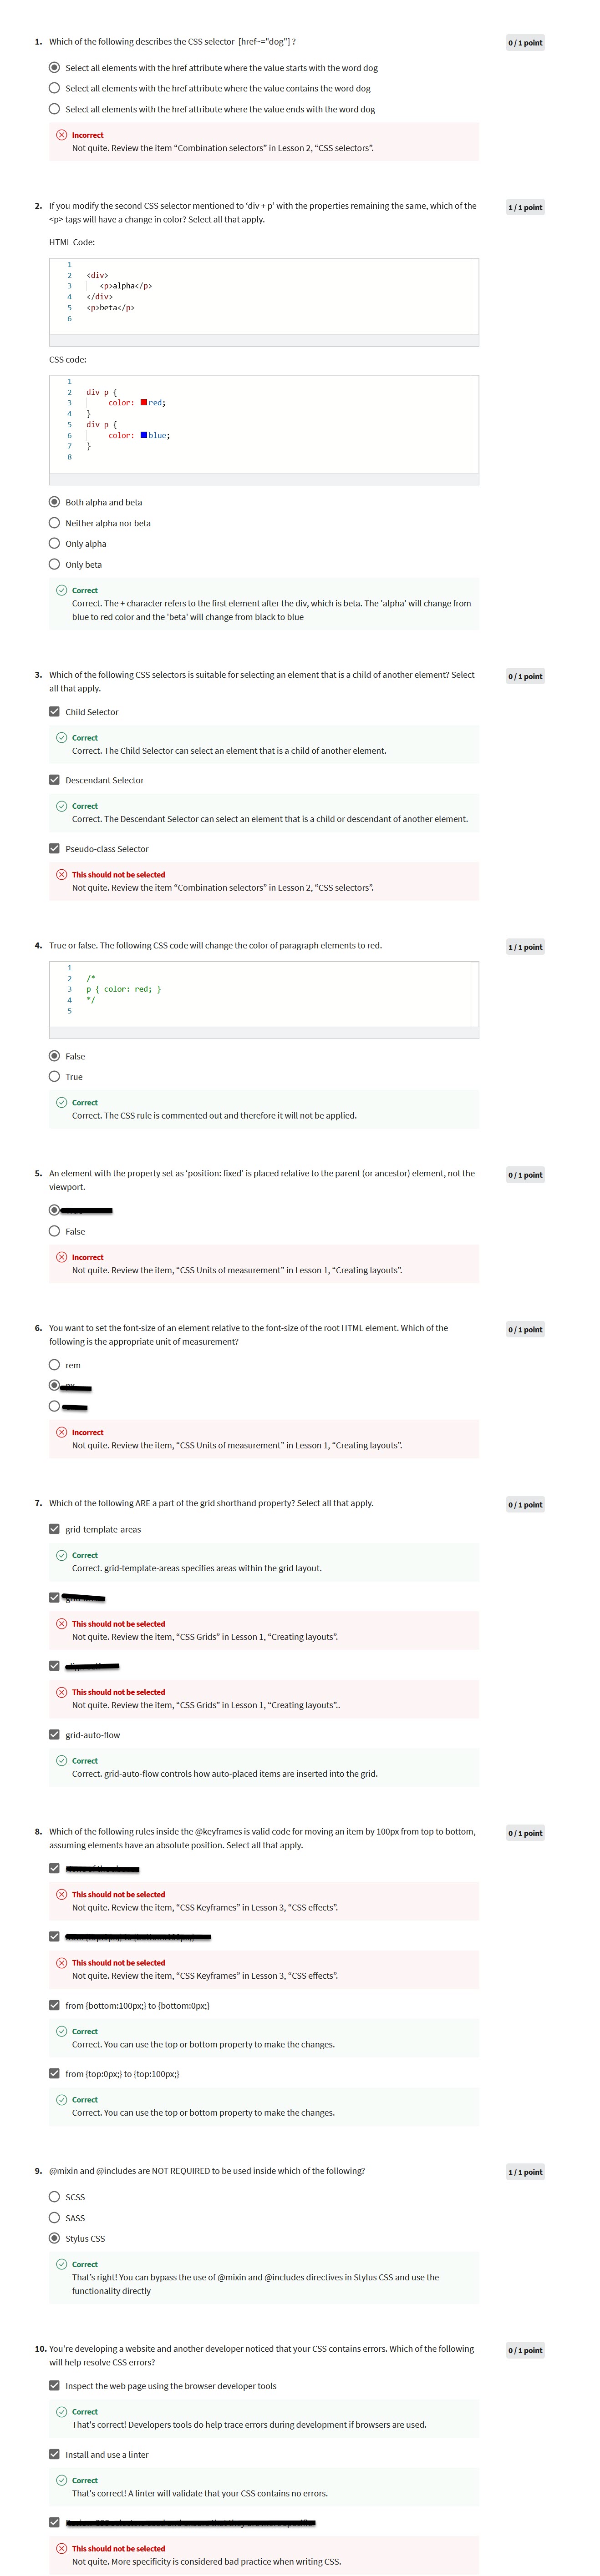 1. Which of the following describes the CSS selector [href~="dog"] ?
0 / 1 point
Select all elements with the href attribute where the value starts with the word dog
Select all elements with the href attribute where the value contains the word dog
Select all elements with the href attribute where the value ends with the word dog
Incorrect
Not quite. Review the item "Combination selectors" in Lesson 2, "CSS selectors".
2. If you modify the second CSS selector mentioned to 'div + p' with the properties remaining the same, which of the
1 / 1 point
<p> tags will have a change in color? Select all that apply.
HTML Code:
1
2 <div>
3 <p>alpha</p>
4 </div>
5 <p>beta</p>
6
CSS code:
1
2 div p {
3 color: red;
4 }
5 div p {
6 color: blue;
7 }
8
Both alpha and beta
Neither alpha nor beta
Only alpha
Only beta
Correct
Correct. The + character refers to the first element after the div, which is beta. The 'alpha' will change from
blue to red color and the 'beta' will change from black to blue
3. Which of the following CSS selectors is suitable for selecting an element that is a child of another element? Select
0 / 1 point
all that apply.
Child Selector
Correct
Correct. The Child Selector can select an element that is a child of another element.
Descendant Selector
Correct
Correct. The Descendant Selector can select an element that is a child or descendant of another element.
Pseudo-class Selector
This should not be selected
Not quite. Review the item "Combination selectors" in Lesson 2, "CSS selectors".
4. True or false. The following CSS code will change the color of paragraph elements to red.
1 / 1 point
1
2 /*
3 p { color: red; }
4 */
5
False
True
Correct
Correct. The CSS rule is commented out and therefore it will not be applied.
5. An element with the property set as 'position: fixed' is placed relative to the parent (or ancestor) element, not the
0 / 1 point
viewport.
False
Incorrect
Not quite. Review the item, "CSS Units of measurement" in Lesson 1, "Creating layouts".
6. You want to set the font-size of an element relative to the font-size of the root HTML element. Which of the
0 / 1 point
following is the appropriate unit of measurement?
rem
Incorrect
Not quite. Review the item, "CSS Units of measurement" in Lesson 1, "Creating layouts".
7. Which of the following ARE a part of the grid shorthand property? Select all that apply.
0 / 1 point
grid-template-areas
Correct
Correct. grid-template-areas specifies areas within the grid layout.
This should not be selected
Not quite. Review the item, "CSS Grids" in Lesson 1, "Creating layouts".
This should not be selected
Not quite. Review the item, "CSS Grids" in Lesson 1, "Creating layouts"..
grid-auto-flow
Correct
Correct. grid-auto-flow controls how auto-placed items are inserted into the grid.
8. Which of the following rules inside the @keyframes is valid code for moving an item by 100px from top to bottom,
0 / 1 point
assuming elements have an absolute position. Select all that apply.
This should not be selected
Not quite. Review the item, "CSS Keyframes" in Lesson 3, "CSS effects".
This should not be selected
Not quite. Review the item, "CSS Keyframes" in Lesson 3, "CSS effects".
from {bottom:100px;} to {bottom:0px;}
Correct
Correct. You can use the top or bottom property to make the changes.
from {top:0px;} to {top:100px;}
Correct
Correct. You can use the top or bottom property to make the changes.
9. @mixin and @includes are NOT REQUIRED to be used inside which of the following?
1 / 1 point
SCSS
SASS
Stylus CSS
Correct
That's right! You can bypass the use of @mixin and @includes directives in Stylus CSS and use the
functionality directly
10. You're developing a website and another developer noticed that your CSS contains errors. Which of the following
0 / 1 point
will help resolve CSS errors?
Inspect the web page using the browser developer tools
Correct
That's correct! Developers tools do help trace errors during development if browsers are used.
Install and use a linter
Correct
That's correct! A linter will validate that your CSS contains no errors.
This should not be selected
Not quite. More specificity is considered bad practice when writing CSS.